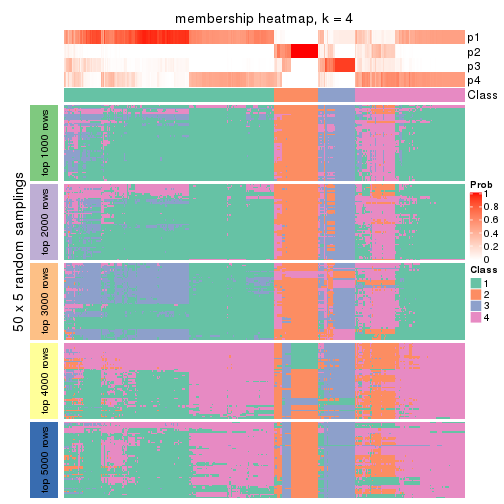 membership heatmap, k = 4
p1
p2
p3
p4
Class
50 x 5 random samplings
top 1000 rows
top 2000 rows
top 3000 rows
top 4000 rows
top 5000 rows
Prob
1
0.8
0.6
0.4
0.2
0
Class
1
2
3
4